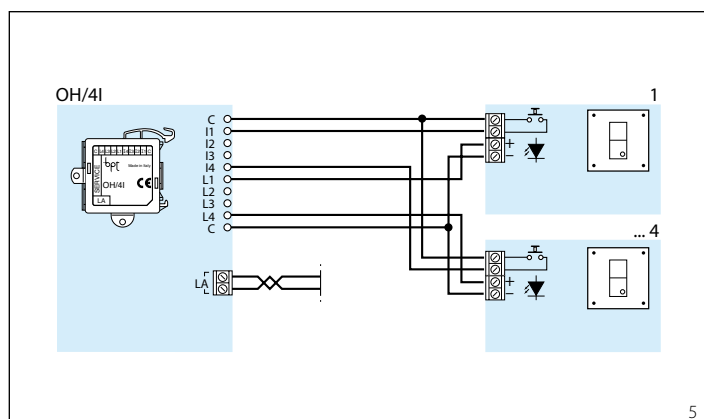 OH/4I
1
C
I1
I2
I3
I4
L1
L2
L3
L4
C
LA
+
−
... 4
+
−
bpt
Made in Italy
SERVICE
OH/4I
CE
LA
5